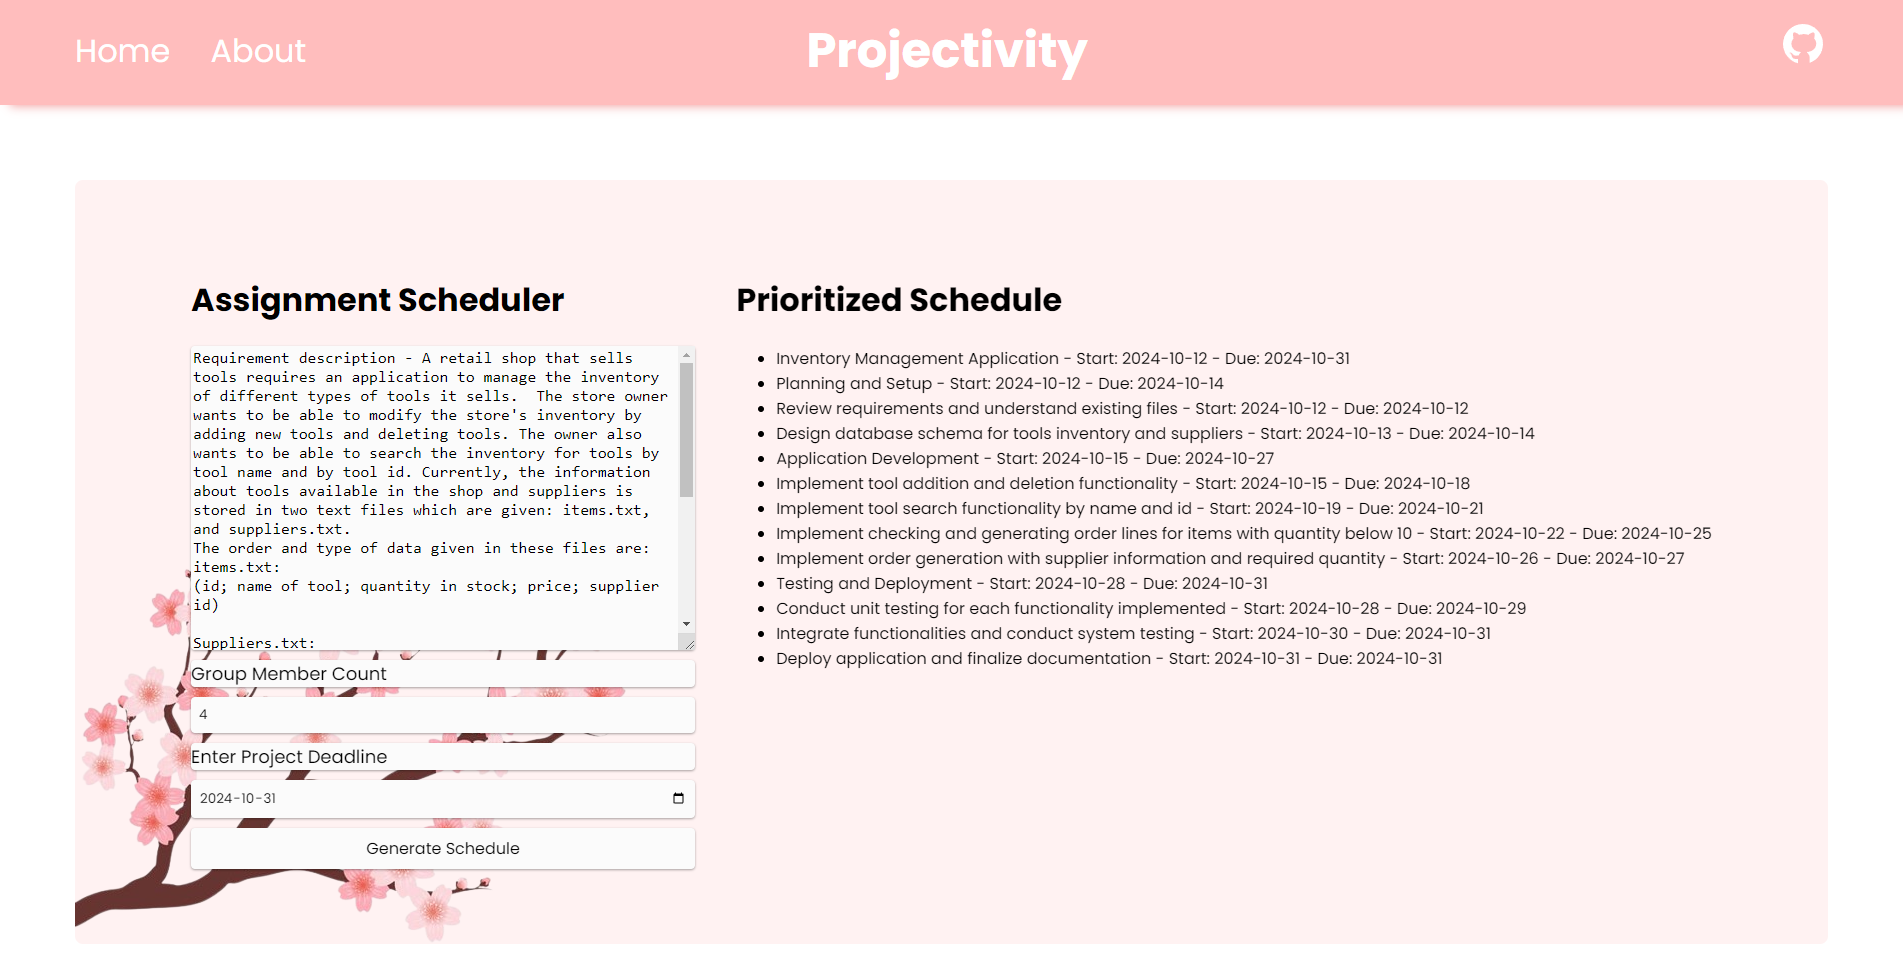 Home About Projectivity
Assignment Scheduler
Requirement description - A retail shop that sells
tools requires an application to manage the inventory
of different types of tools it sells.  The store owner
wants to be able to modify the store's inventory by
adding new tools and deleting tools. The owner also
wants to be able to search the inventory for tools by
tool name and by tool id. Currently, the information
about tools available in the shop and suppliers is
stored in two text files which are given: items.txt,
and suppliers.txt.
The order and type of data given in these files are:
items.txt:
(id; name of tool; quantity in stock; price; supplier
id)
Suppliers.txt:
Group Member Count
4
Enter Project Deadline
2024-10-31
Generate Schedule
Prioritized Schedule
Inventory Management Application - Start: 2024-10-12 - Due: 2024-10-31
Planning and Setup - Start: 2024-10-12 - Due: 2024-10-14
Review requirements and understand existing files - Start: 2024-10-12 - Due: 2024-10-12
Design database schema for tools inventory and suppliers - Start: 2024-10-13 - Due: 2024-10-14
Application Development - Start: 2024-10-15 - Due: 2024-10-27
Implement tool addition and deletion functionality - Start: 2024-10-15 - Due: 2024-10-18
Implement tool search functionality by name and id - Start: 2024-10-19 - Due: 2024-10-21
Implement checking and generating order lines for items with quantity below 10 - Start: 2024-10-22 - Due: 2024-10-25
Implement order generation with supplier information and required quantity - Start: 2024-10-26 - Due: 2024-10-27
Testing and Deployment - Start: 2024-10-28 - Due: 2024-10-31
Conduct unit testing for each functionality implemented - Start: 2024-10-28 - Due: 2024-10-29
Integrate functionalities and conduct system testing - Start: 2024-10-30 - Due: 2024-10-31
Deploy application and finalize documentation - Start: 2024-10-31 - Due: 2024-10-31